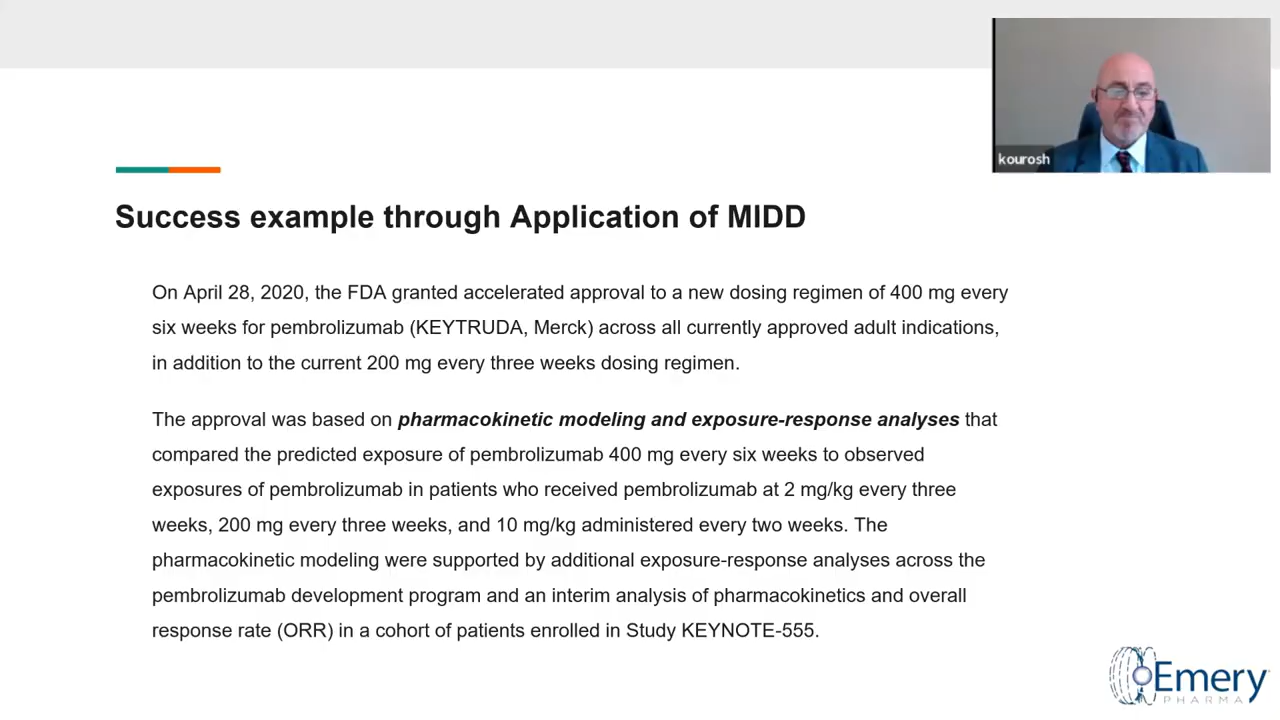 kourosh
Success example through Application of MIDD
On April 28, 2020, the FDA granted accelerated approval to a new dosing regimen of 400 mg every
six weeks for pembrolizumab (KEYTRUDA, Merck) across all currently approved adult indications,
in addition to the current 200 mg every three weeks dosing regimen.
The approval was based on pharmacokinetic modeling and exposure-response analyses that
compared the predicted exposure of pembrolizumab 400 mg every six weeks to observed
exposures of pembrolizumab in patients who received pembrolizumab at 2 mg/kg every three
weeks, 200 mg every three weeks, and 10 mg/kg administered every two weeks. The
pharmacokinetic modeling were supported by additional exposure-response analyses across the
pembrolizumab development program and an interim analysis of pharmacokinetics and overall
response rate (ORR) in a cohort of patients enrolled in Study KEYNOTE-555.
Emery
PHARMA